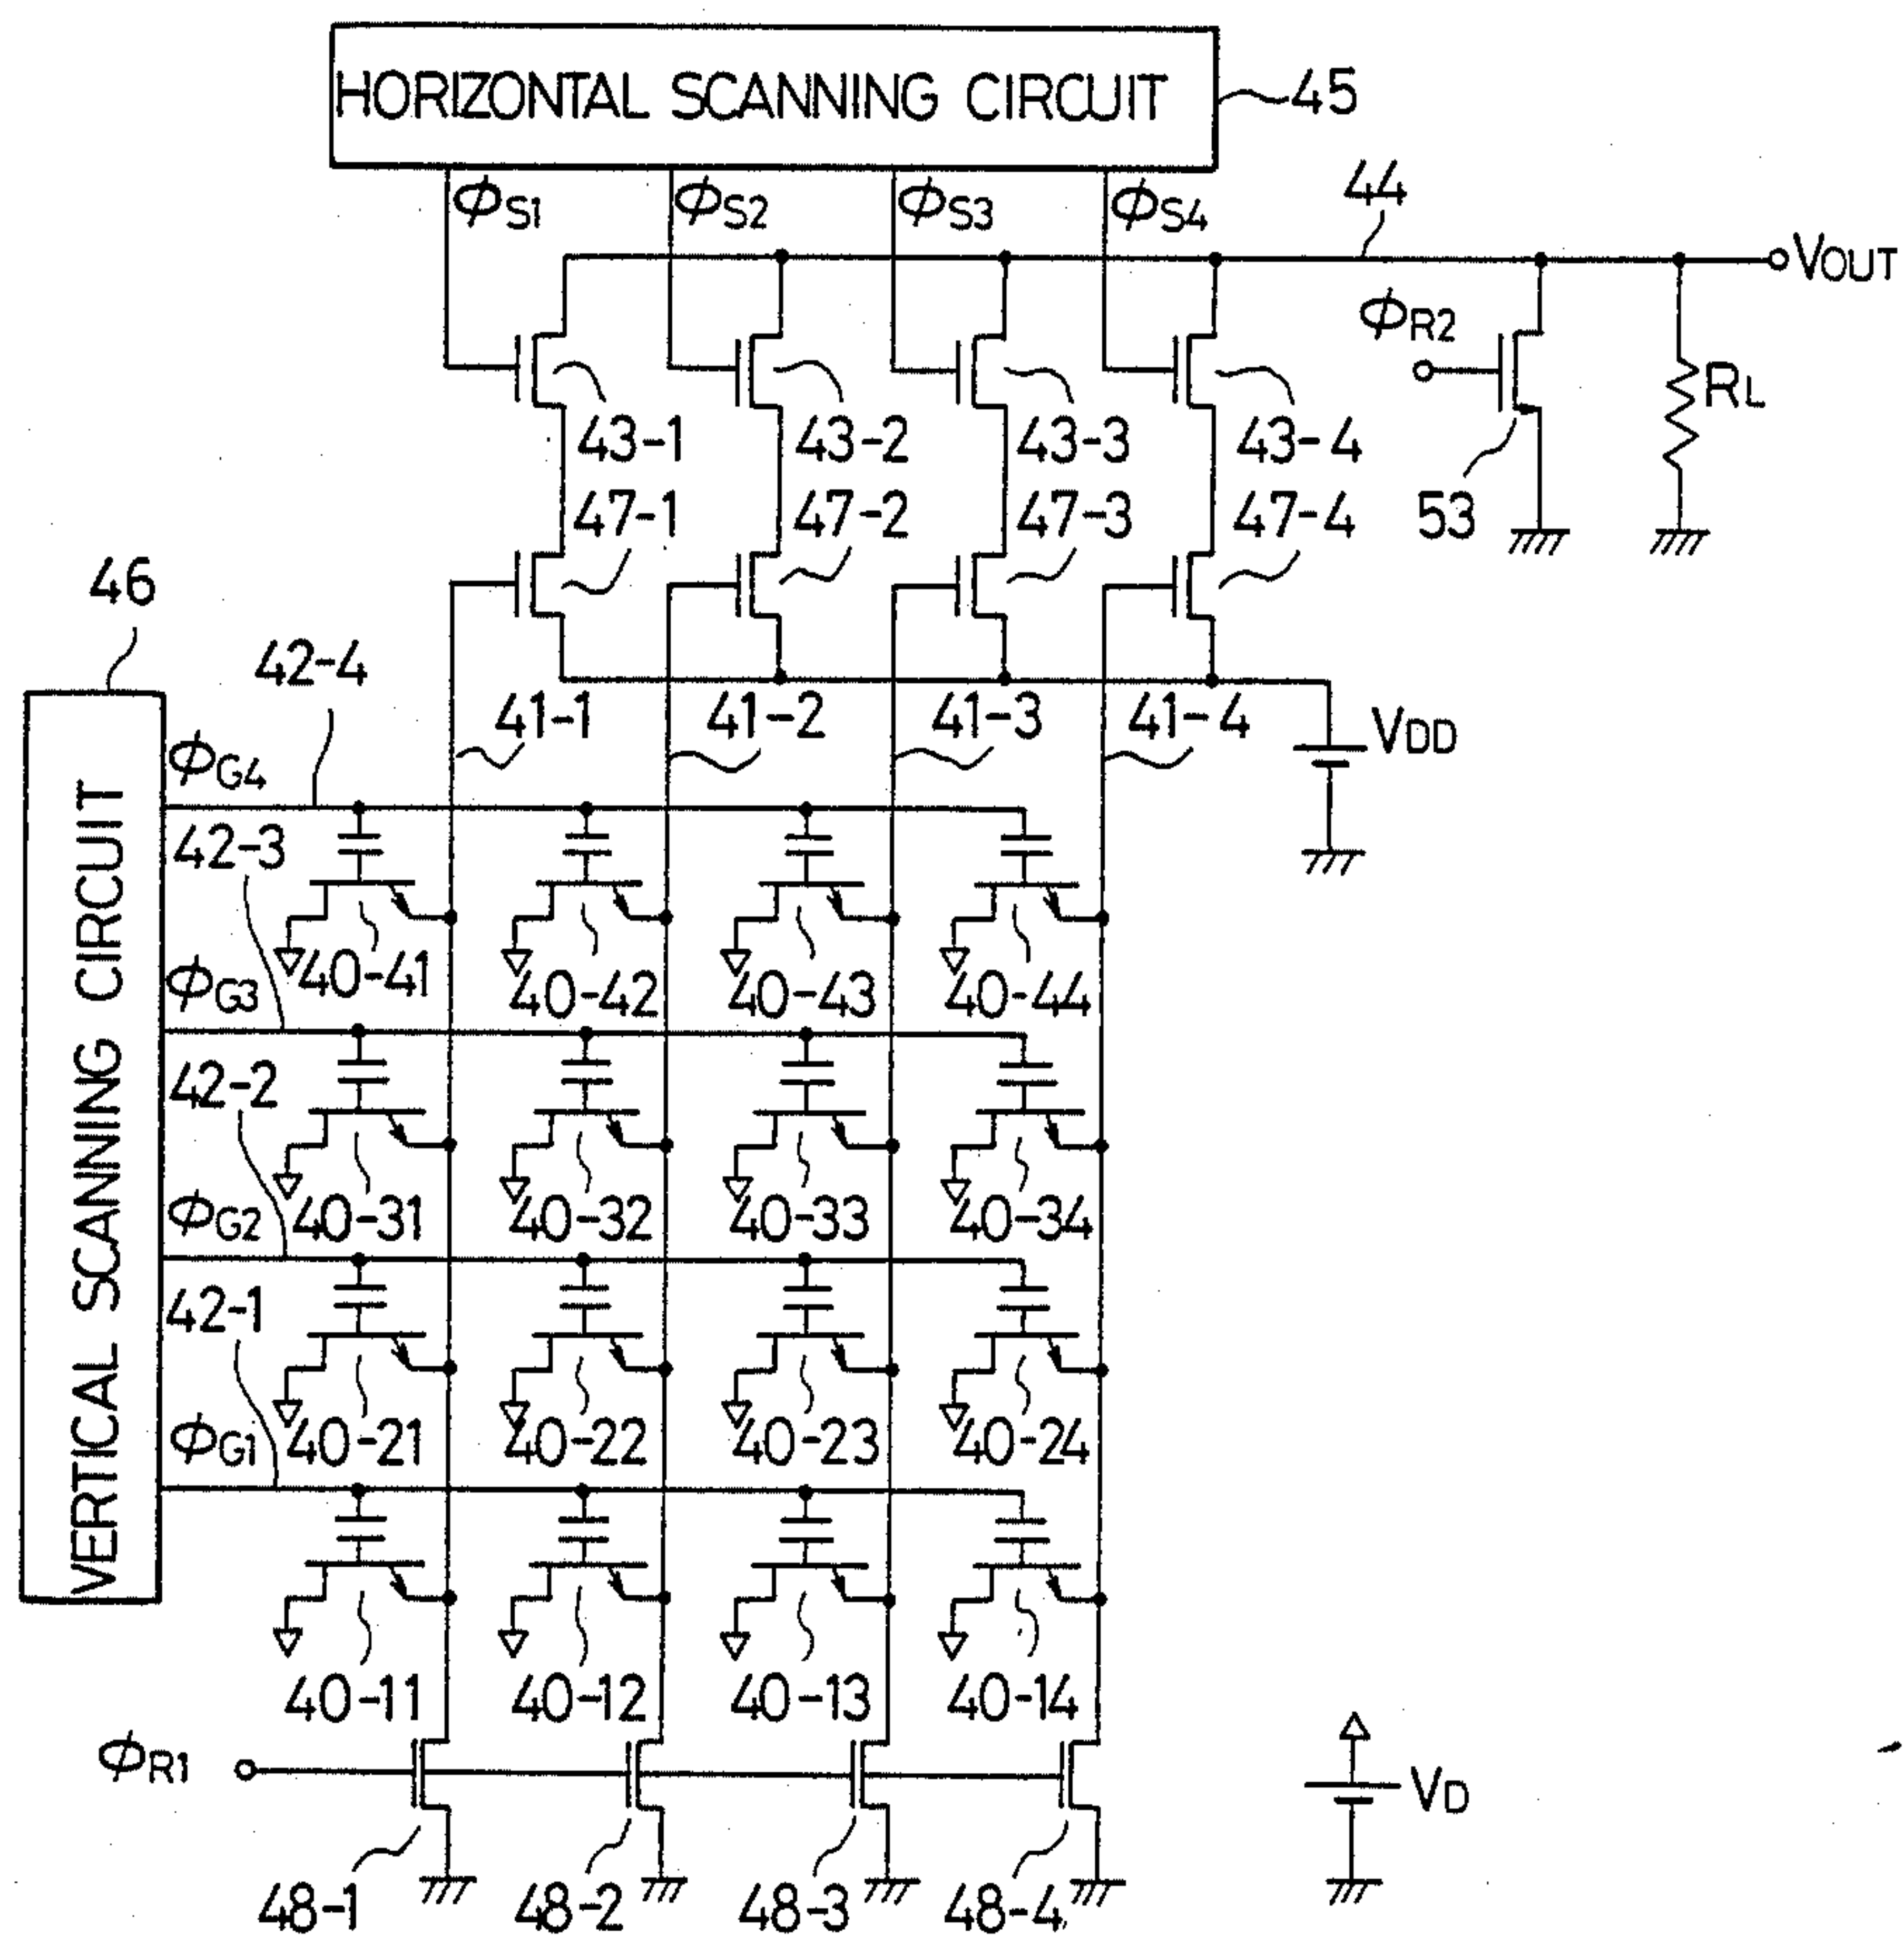 HORIZONTAL SCANNING CIRCUIT
45
ϕS1 ϕS2 ϕS3 ϕS4
44
VOUT
ϕR2
RL
43-1 43-2 43-3 43-4
53
47-1 47-2 47-3 47-4
46
42-4
41-1 41-2 41-3 41-4
VDD
VERTICAL SCANNING CIRCUIT
ϕG4
42-3
40-41 40-42 40-43 40-44
ϕG3
42-2
40-31 40-32 40-33 40-34
ϕG2
42-1
40-21 40-22 40-23 40-24
ϕG1
40-11 40-12 40-13 40-14
ϕR1
VD
48-1 48-2 48-3 48-4